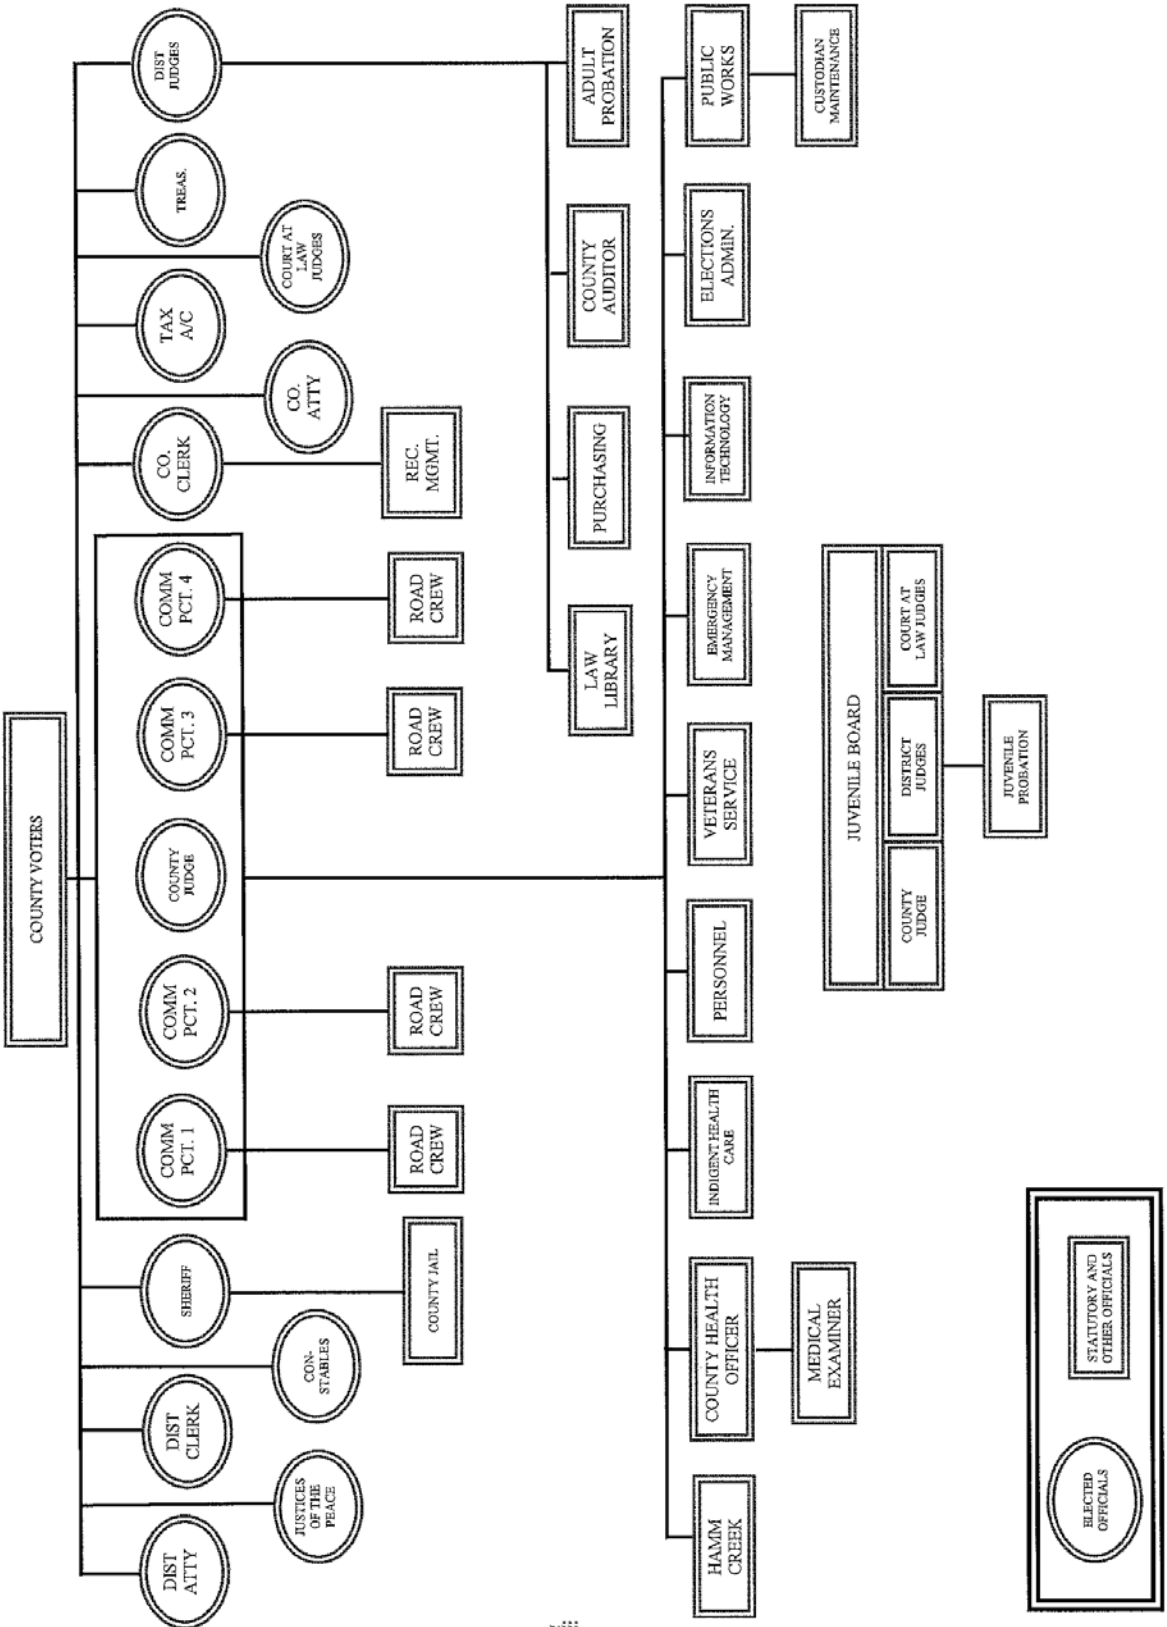 COUNTY VOTERS
DIST
ATTY
JUSTICES
OF THE
PEACE
DIST
CLERK
CON-
STABLES
SHERIFF
COUNTY JAIL
COMM
PCT. 1
COMM
PCT. 2
COUNTY
JUDGE
COMM
PCT. 3
COMM
PCT. 4
ROAD
CREW
ROAD
CREW
ROAD
CREW
ROAD
CREW
CO.
CLERK
REC.
MGMT.
CO.
ATTY
TAX
A/C
COURT AT
LAW
JUDGES
TREAS.
DIST
JUDGES
LAW
LIBRARY
PURCHASING
COUNTY
AUDITOR
ADULT
PROBATION
HAMM
CREEK
COUNTY HEALTH
OFFICER
MEDICAL
EXAMINER
INDIGENT HEALTH
CARE
PERSONNEL
VETERANS
SERVICE
EMERGENCY
MANAGEMENT
INFORMATION
TECHNOLOGY
ELECTIONS
ADMIN.
PUBLIC
WORKS
CUSTODIAN
MAINTENANCE
JUVENILE BOARD
COUNTY
JUDGE
DISTRICT
JUDGES
COURT AT
LAW JUDGES
JUVENILE
PROBATION
ELECTED
OFFICIALS
STATUTORY AND
OTHER OFFICIALS